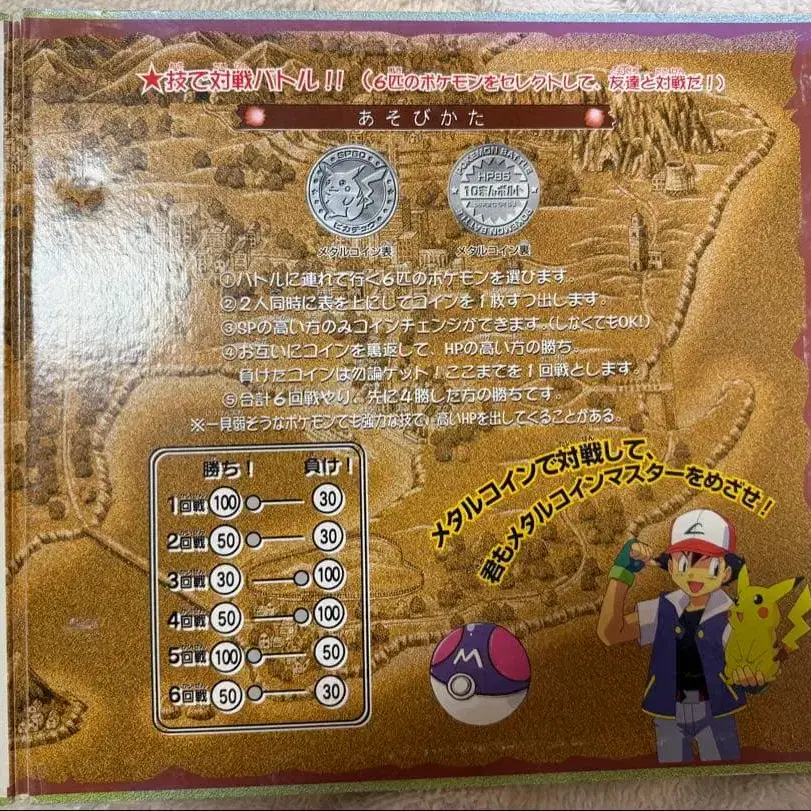 ★技で対戦バトル!!(6匹のポケモンをセレクトして、友達と対戦だ!)
あそびかた
SP60
ピカチュウ
POKEMON BATTLE
HP95
10まんボルト
POKEMON BATTLE
メタルコイン表
メタルコイン裏
①バトルに連れて行く6匹のポケモンを選びます。
②2人同時に表を上にしてコインを1枚ずつ出します。
③SPの高い方のみコインチェンジができます。(しなくてもOK!)
④お互いにコインを裏返して、HPの高い方の勝ち。
負けたコインは勿論ゲット!ここまでを1回戦とします。
⑤合計6回戦やり、先に4勝した方の勝ちです。
※一見弱そうなポケモンでも強力な技で、高いHPを出してくることがある。
勝ち! 負け!
1回戦 100 30
2回戦 50 30
3回戦 30 100
4回戦 50 100
5回戦 100 50
6回戦 50 30
メタルコインで対戦して、
君もメタルコインマスターをめざせ!
M